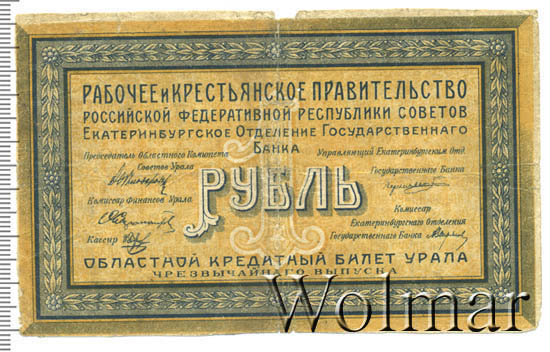 РАБОЧЕЕ И КРЕСТЬЯНСКОЕ ПРАВИТЕЛЬСТВО
РОССИЙСКОЙ ФЕДЕРАТИВНОЙ РЕСПУБЛИКИ СОВЕТОВ
ЕКАТЕРИНБУРГСКОЕ ОТДЕЛЕНИЕ ГОСУДАРСТВЕННАГО
БАНКА
Председатель Областного Комитета
Советов Урала
Управляющий Екатеринбургским Отд.
Государственнаго Банка
Комиссар Финансов Урала
РУБЛЬ
Комиссар
Екатеринбургскаго Отделения
Государственнаго Банка
Кассир
ОБЛАСТНОЙ КРЕДИТНЫЙ БИЛЕТ УРАЛА
ЧРЕЗВЫЧАЙНАГО ВЫПУСКА
Wolmar